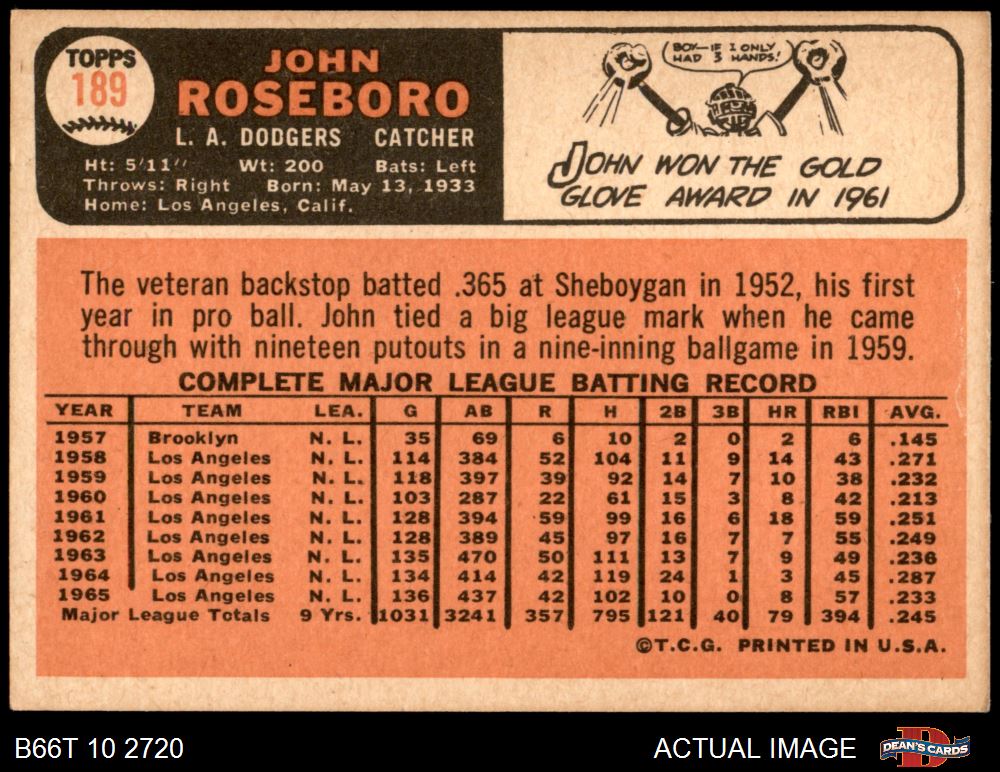 TOPPS
189
JOHN
ROSEBORO
L. A. DODGERS CATCHER
Ht: 5'11" Wt: 200 Bats: Left
Throws: Right Born: May 13, 1933
Home: Los Angeles, Calif.
BOY-IF I ONLY
HAD 3 HANDS!
JOHN WON THE GOLD
GLOVE AWARD IN 1961
The veteran backstop batted .365 at Sheboygan in 1952, his first
year in pro ball. John tied a big league mark when he came
through with nineteen putouts in a nine-inning ballgame in 1959.
COMPLETE MAJOR LEAGUE BATTING RECORD
YEAR TEAM LEA. G AB R H 2B 3B HR RBI AVG.
1957 Brooklyn N. L. 35 69 6 10 2 0 2 6 .145
1958 Los Angeles N. L. 114 384 52 104 11 9 14 43 .271
1959 Los Angeles N. L. 118 397 39 92 14 7 10 38 .232
1960 Los Angeles N. L. 103 287 22 61 15 3 8 42 .213
1961 Los Angeles N. L. 128 394 59 99 16 6 18 59 .251
1962 Los Angeles N. L. 128 389 45 97 16 7 7 55 .249
1963 Los Angeles N. L. 135 470 50 111 13 7 9 49 .236
1964 Los Angeles N. L. 134 414 42 119 24 1 3 45 .287
1965 Los Angeles N. L. 136 437 42 102 10 0 8 57 .233
Major League Totals 9 Yrs. 1031 3241 357 795 121 40 79 394 .245
©T.C.G. PRINTED IN U.S.A.
B66T 10 2720 ACTUAL IMAGE D DEAN'S CARDS